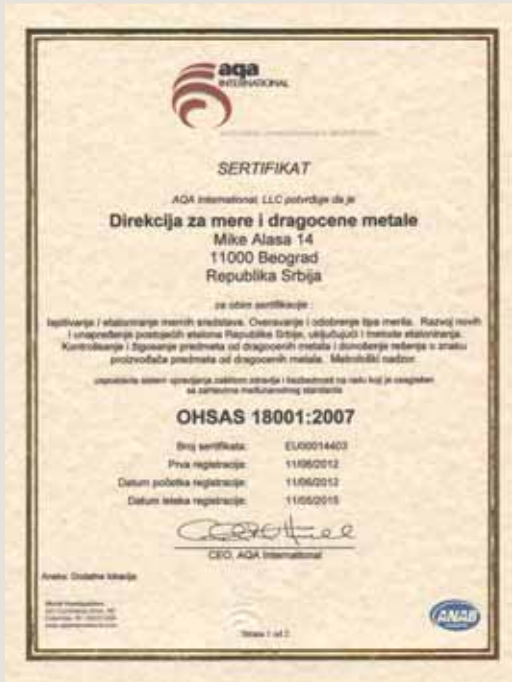 aqa
INTERNATIONAL
SERTIFIKAT
AQA International, LLC potvrđuje da je
Direkcija za mere i dragocene metale
Mike Alasa 14
11000 Beograd
Republika Srbija
za obim sertifikacije :
Ispitivanje / etaloniranje mernih sredstava. Overavanje i odobrenje tipa merila. Razvoj novih
i unapređenje postojećih etalona Republike Srbije, uključujući i metode etaloniranja.
Kontrolisanje i žigosanje predmeta od dragocenih metala i donošenje rešenja o znaku
proizvođača predmeta od dragocenih metala. Metrološki nadzor.
uspostavila sistem upravljanja zaštitom zdravlja i bezbednosti na radu koji je usaglašen
sa zahtevima međunarodnog standarda
OHSAS 18001:2007
Broj sertifikata: EU00014403
Prva registracija: 11/06/2012
Datum početka registracije: 11/06/2012
Datum isteka registracije: 11/05/2015
CEO, AQA International
Aneks: Dodatne lokacije
World Headquarters
Strana 1 od 2
ANAB